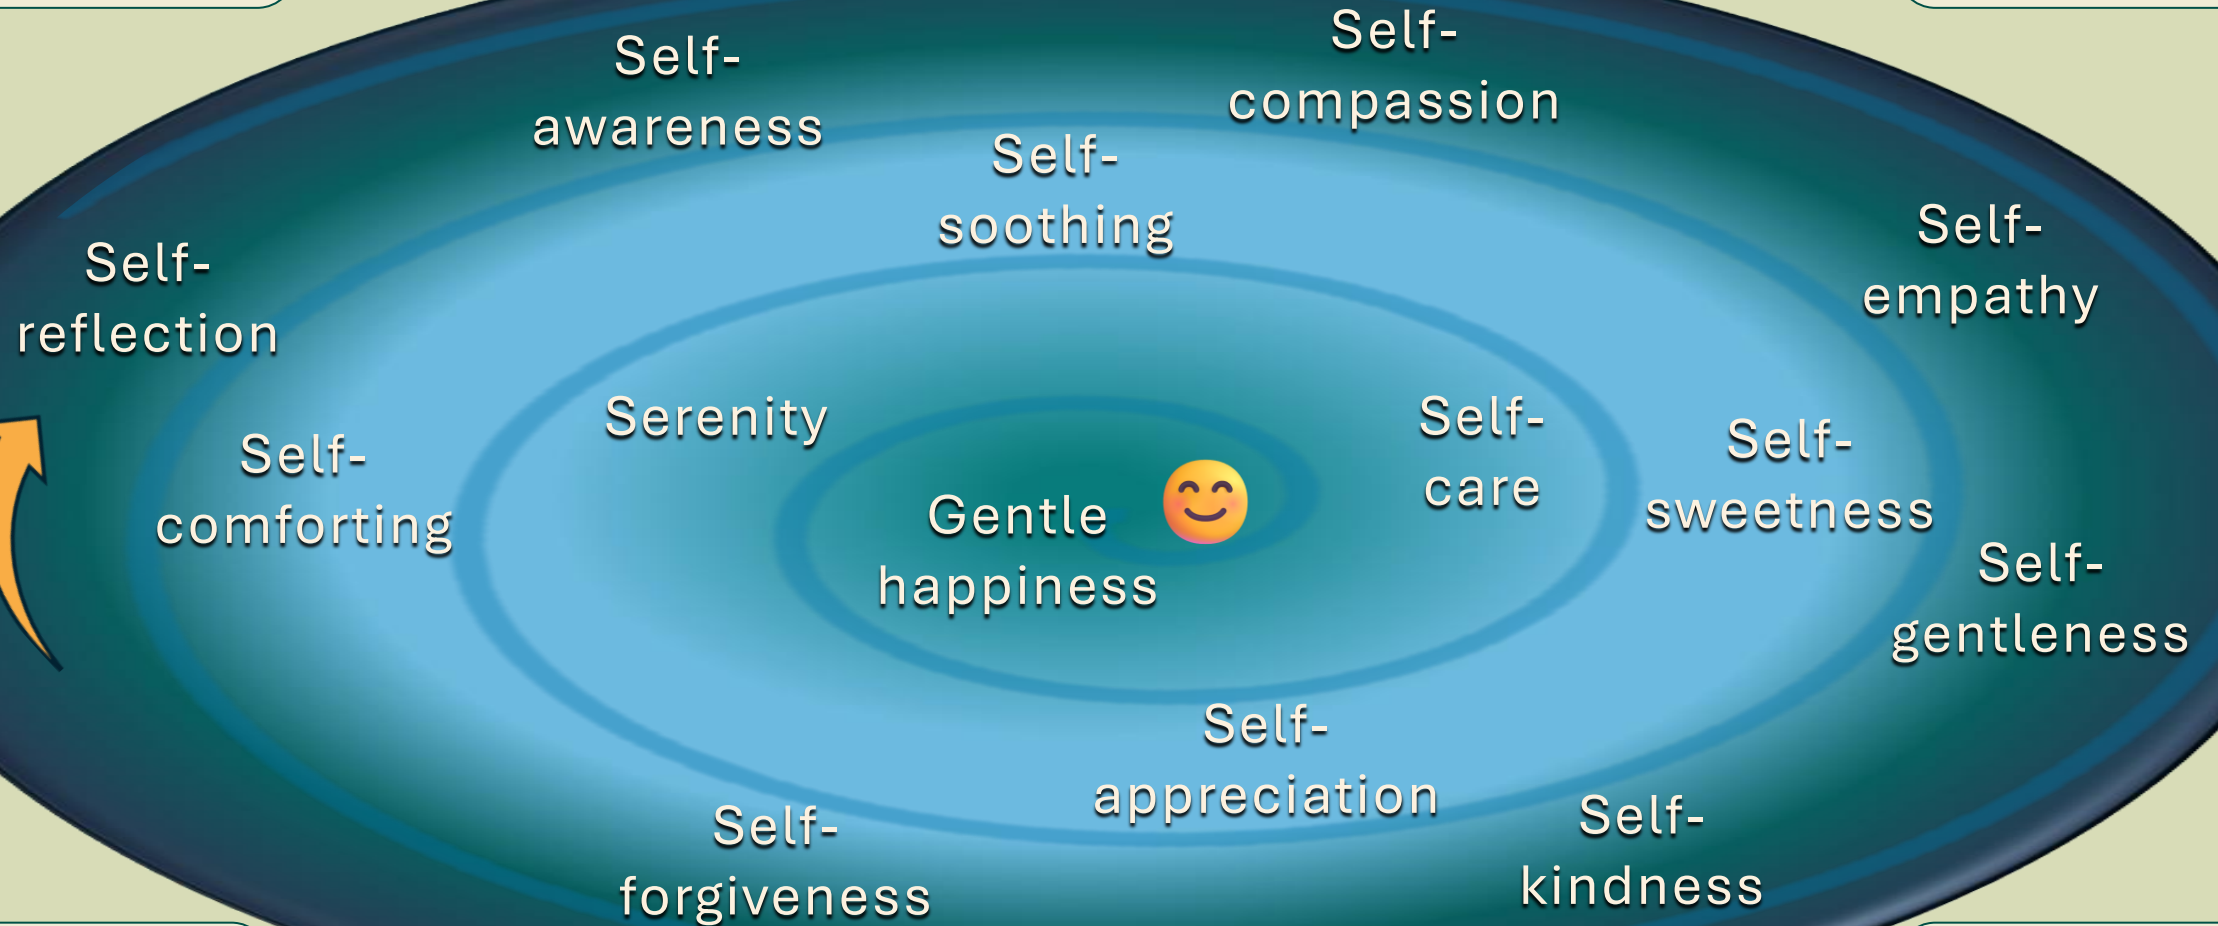 Self-
compassion
Self-
awareness
Self-
soothing
Self-
empathy
Self-
reflection
Serenity
Self-
care
Self-
sweetness
Self-
comforting
Gentle
happiness
Self-
gentleness
Self-
appreciation
Self-
kindness
Self-
forgiveness